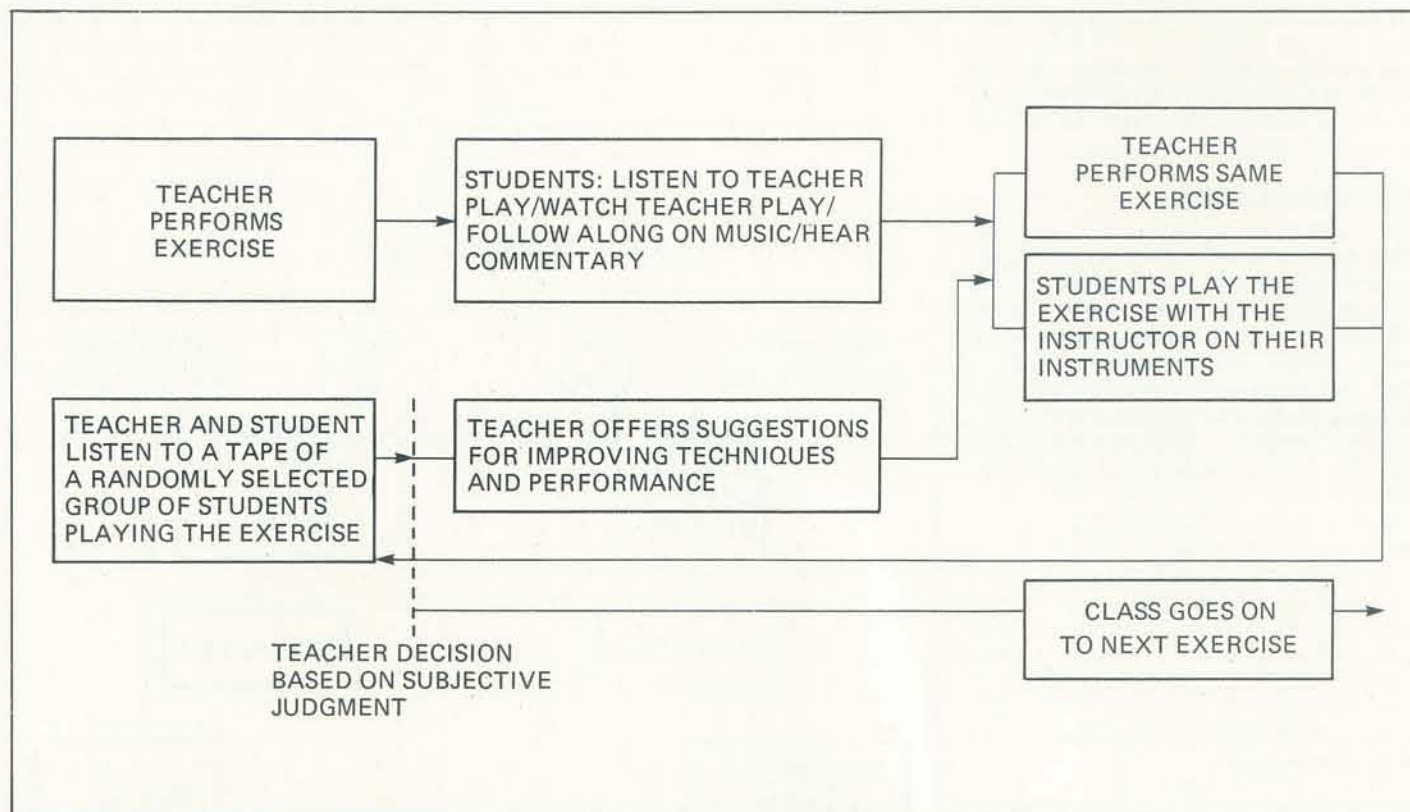 TEACHER
PERFORMS
EXERCISE
STUDENTS: LISTEN TO TEACHER
PLAY/WATCH TEACHER PLAY/
FOLLOW ALONG ON MUSIC/HEAR
COMMENTARY
TEACHER
PERFORMS SAME
EXERCISE
STUDENTS PLAY THE
EXERCISE WITH THE
INSTRUCTOR ON THEIR
INSTRUMENTS
TEACHER AND STUDENT
LISTEN TO A TAPE OF
A RANDOMLY SELECTED
GROUP OF STUDENTS
PLAYING THE EXERCISE
TEACHER OFFERS SUGGESTIONS
FOR IMPROVING TECHNIQUES
AND PERFORMANCE
TEACHER DECISION
BASED ON SUBJECTIVE
JUDGMENT
CLASS GOES ON
TO NEXT EXERCISE